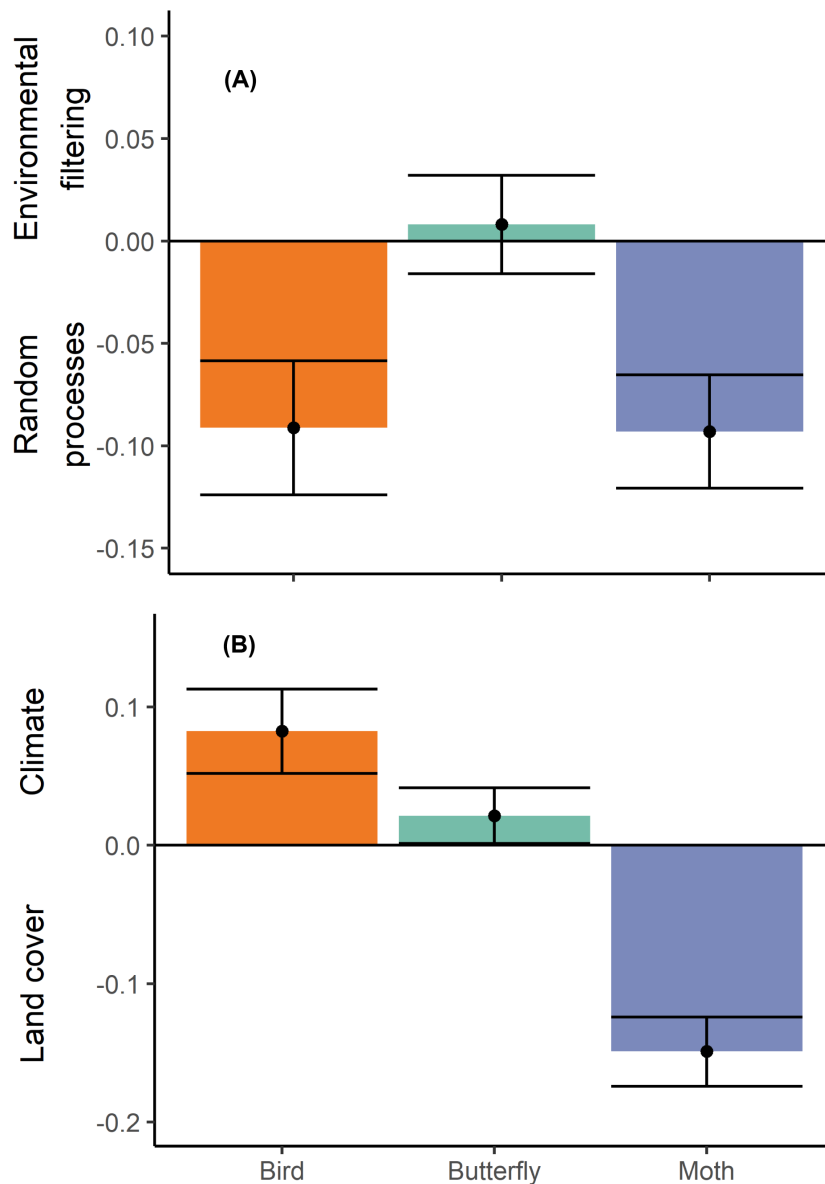 Environmental
filtering
Random
processes
0.10
0.05
0.00
-0.05
-0.10
-0.15
(A)
Climate
Land cover
0.1
0.0
-0.1
-0.2
(B)
Bird
Butterfly
Moth